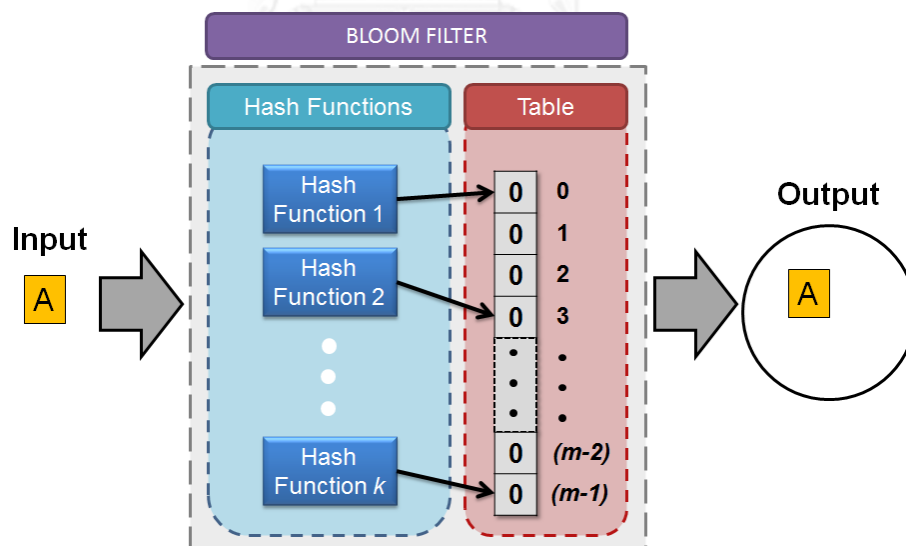 BLOOM FILTER
Hash Functions
Table
Input
A
Hash
Function 1
Hash
Function 2
Hash
Function k
0 0
0 1
0 2
0 3
0 (m-2)
0 (m-1)
Output
A